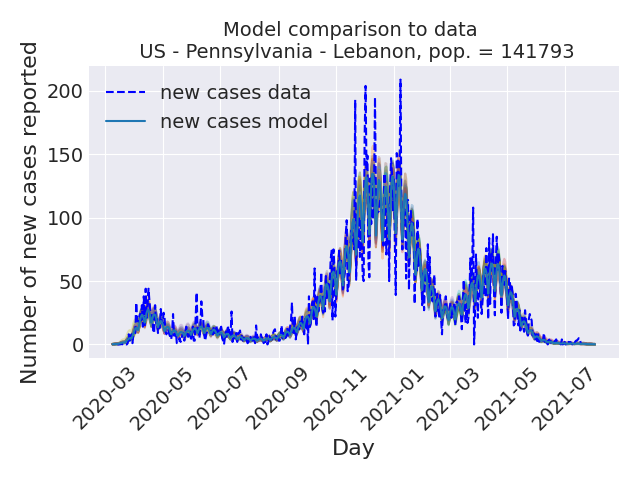 Model comparison to data
US - Pennsylvania - Lebanon, pop. = 141793
Number of new cases reported
200
150
100
50
0
new cases data
new cases model
2020-03
2020-05
2020-07
2020-09
2020-11
2021-01
2021-03
2021-05
2021-07
Day